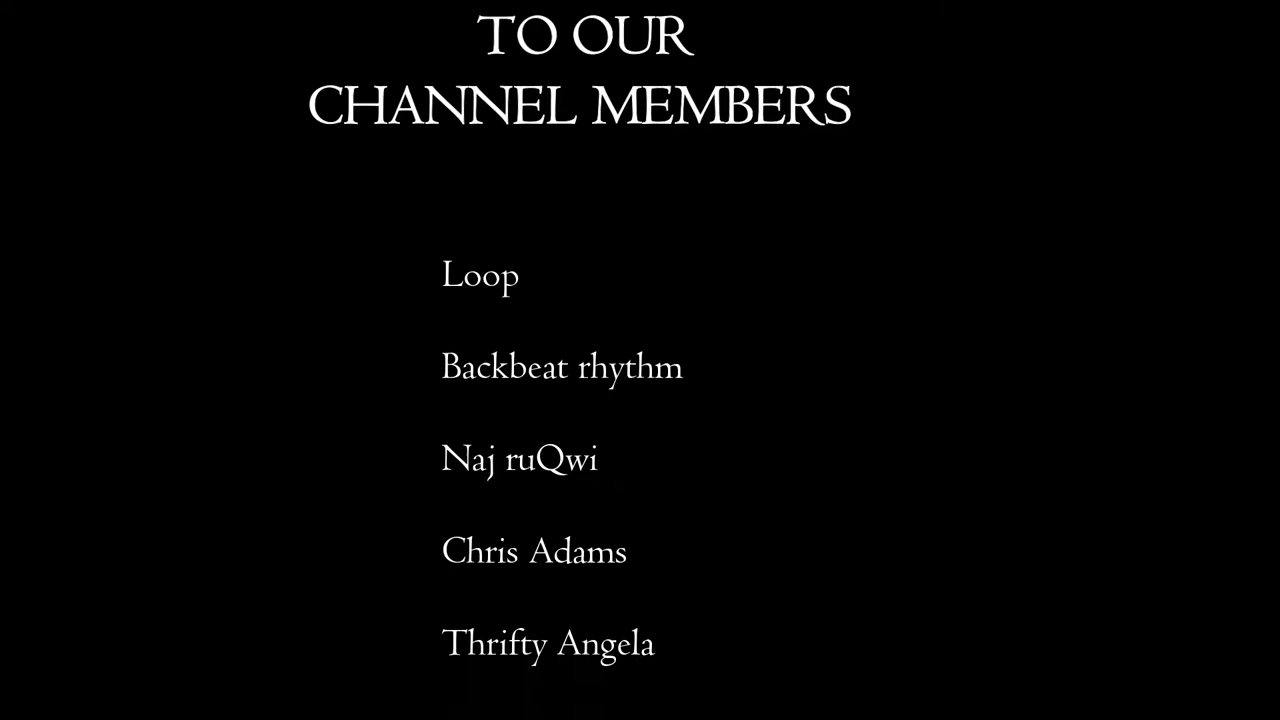 TO OUR
CHANNEL MEMBERS
Loop
Backbeat rhythm
Naj ruQwi
Chris Adams
Thrifty Angela